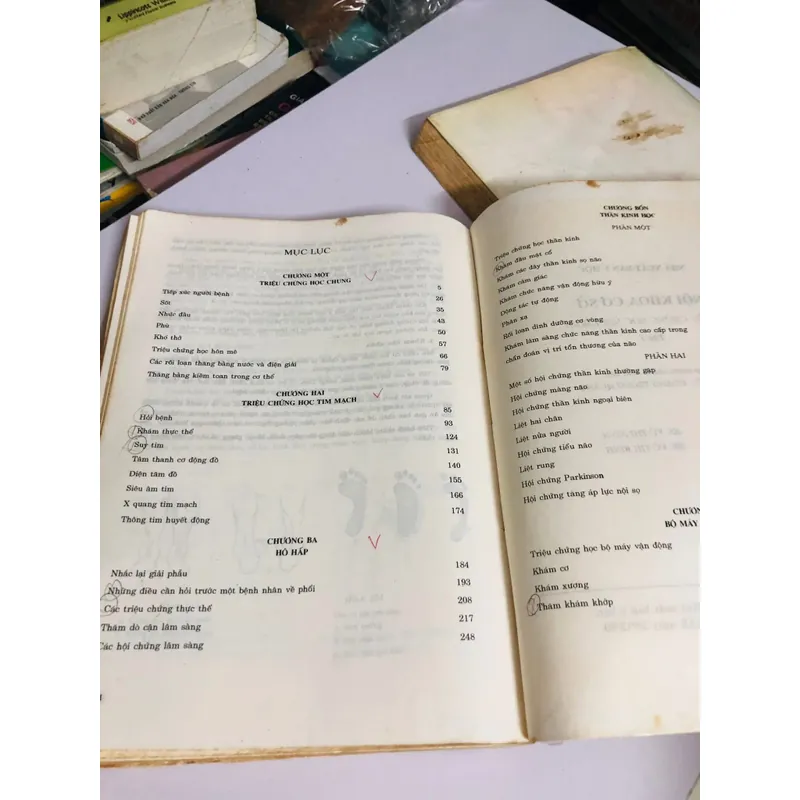 Lippincott
MỤC LỤC
CHƯƠNG MỘT
TRIỆU CHỨNG HỌC CHUNG
Tiếp xúc người bệnh 5
Sốt 26
Nhức đầu 35
Phù 43
Khó thở 50
Triệu chứng học hôn mê 57
Các rối loạn thăng bằng nước và điện giải 66
Thăng bằng kiềm toan trong cơ thể 79
CHƯƠNG HAI
TRIỆU CHỨNG HỌC TIM MẠCH
Hỏi bệnh 85
Khám thực thể 93
Suy tim 124
Tâm thanh cơ động đồ 131
Điện tâm đồ 140
Siêu âm tim 155
X quang tim mạch 166
Thông tim huyết động 174
CHƯƠNG BA
HÔ HẤP
Nhắc lại giải phẫu 184
Những điều cần hỏi trước một bệnh nhân về phổi 193
Các triệu chứng thực thể 208
Thăm dò cận lâm sàng 217
Các hội chứng lâm sàng 248
CHƯƠNG BỐN
THẦN KINH HỌC
PHẦN MỘT
Triệu chứng học thần kinh
Khám đầu mặt cổ
Khám các dây thần kinh sọ não
Khám cảm giác
Khám chức năng vận động hữu ý
Động tác tự động
Phản xạ
Rối loạn dinh dưỡng cơ vòng
Khám lâm sàng chức năng thần kinh cao cấp trong
chẩn đoán vị trí tổn thương của não
PHẦN HAI
Một số hội chứng thần kinh thường gặp
Hội chứng màng não
Hội chứng thần kinh ngoại biên
Liệt hai chân
Liệt nửa người
Hội chứng tiểu não
Liệt rung
Hội chứng Parkinson
Hội chứng tăng áp lực nội sọ
CHƯƠN
BỘ MÁY
Triệu chứng học bộ máy vận động
Khám cơ
Khám xương
Thăm khám khớp